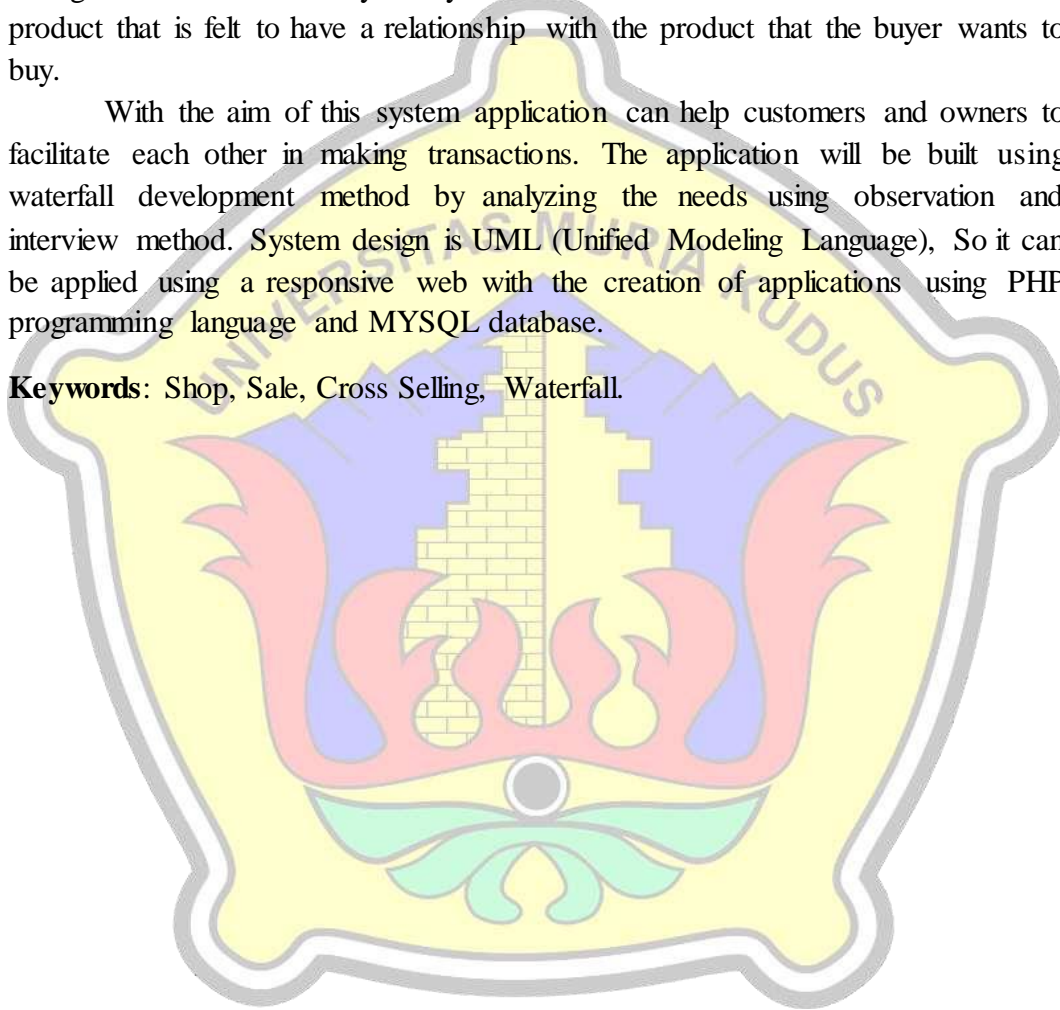 product that is felt to have a relationship with the product that the buyer wants to
buy.
With the aim of this system application can help customers and owners to
facilitate each other in making transactions. The application will be built using
waterfall development method by analyzing the needs using observation and
interview method. System design is UML (Unified Modeling Language), So it can
be applied using a responsive web with the creation of applications using PHP
programming language and MYSQL database.
UNIVERSITAS MURIA KUDUS
Keywords: Shop, Sale, Cross Selling, Waterfall.